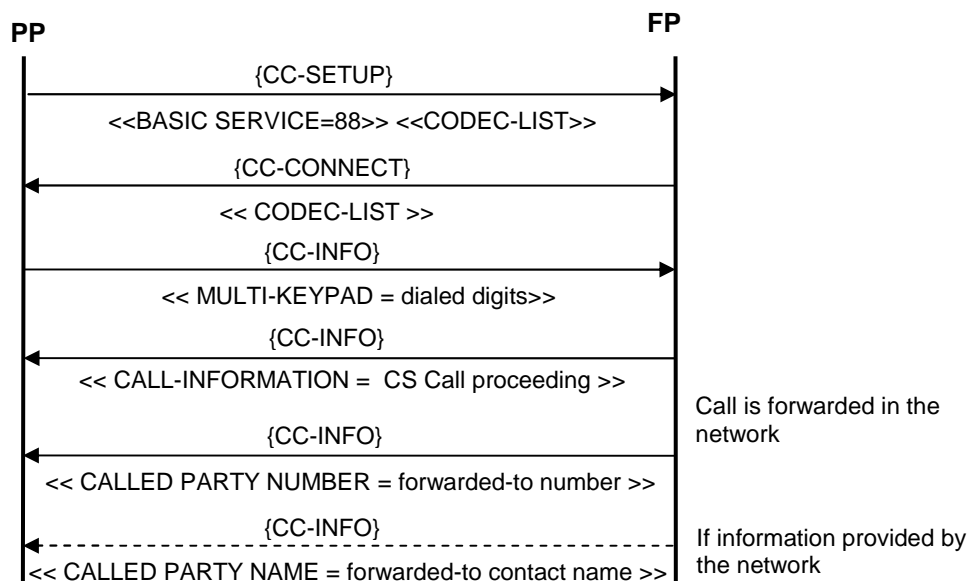 PP
FP
{CC-SETUP}
<<BASIC SERVICE=88>> <<CODEC-LIST>>
{CC-CONNECT}
<< CODEC-LIST >>
{CC-INFO}
<< MULTI-KEYPAD = dialed digits>>
{CC-INFO}
<< CALL-INFORMATION = CS Call proceeding >>
Call is forwarded in the
network
{CC-INFO}
<< CALLED PARTY NUMBER = forwarded-to number >>
{CC-INFO}
If information provided by
the network
<< CALLED PARTY NAME = forwarded-to contact name >>